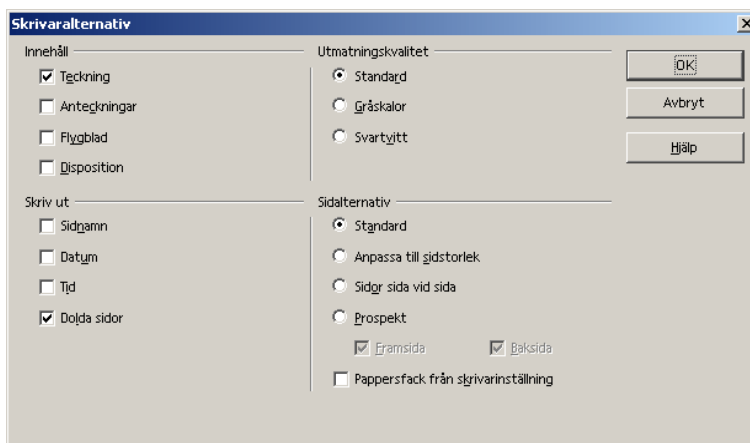 Skrivaralternativ
Innehåll
Teckning
Anteckningar
Flygblad
Disposition
Utmatningskvalitet
Standard
Gråskalor
Svartvitt
OK
Avbryt
Hjälp
Skriv ut
Sidnamn
Datum
Tid
Dolda sidor
Sidalternativ
Standard
Anpassa till sidstorlek
Sidor sida vid sida
Prospekt
Framsida Baksida
Pappersfack från skrivarinställning